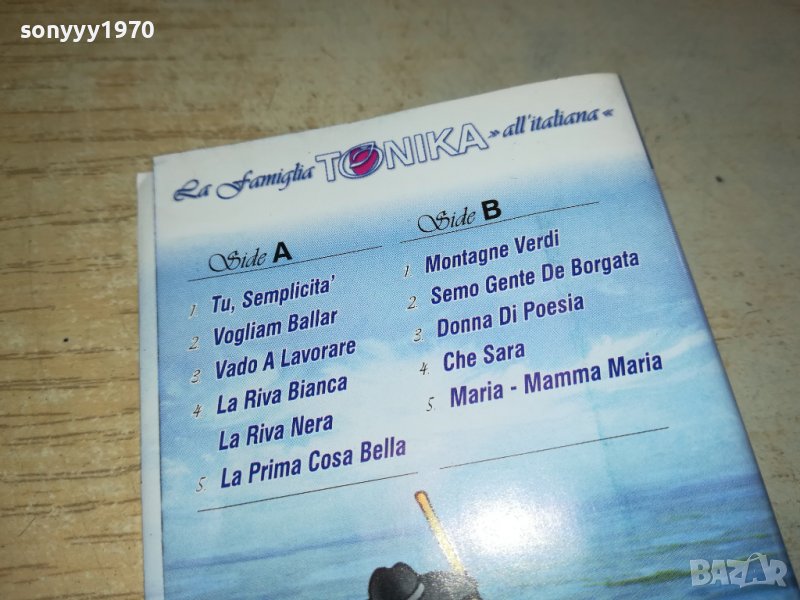 sonyyy1970
La Famiglia TONIKA »all'italiana«
Side A
1. Tu, Semplicita'
2. Vogliam Ballar
3. Vado A Lavorare
4. La Riva Bianca
La Riva Nera
5. La Prima Cosa Bella
Side B
1. Montagne Verdi
2. Semo Gente De Borgata
3. Donna Di Poesia
4. Che Sara
5. Maria - Mamma Maria
BAZAR